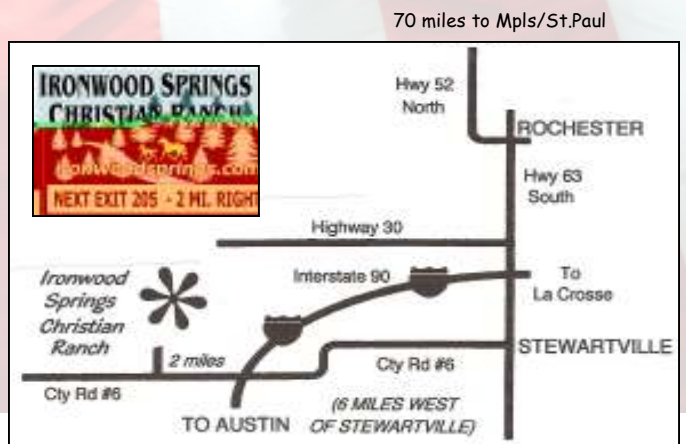 70 miles to Mpls/St.Paul
IRONWOOD SPRINGS
CHRISTIAN RANCH
ironwoodsprings.com
NEXT EXIT 205 - 2 MI. RIGHT
Hwy 52
North
ROCHESTER
Hwy 63
South
Highway 30
Interstate 90
To
La Crosse
Ironwood
Springs
Christian
Ranch
2 miles
STEWARTVILLE
Cty Rd #6
Cty Rd #6
(6 MILES WEST
OF STEWARTVILLE)
TO AUSTIN